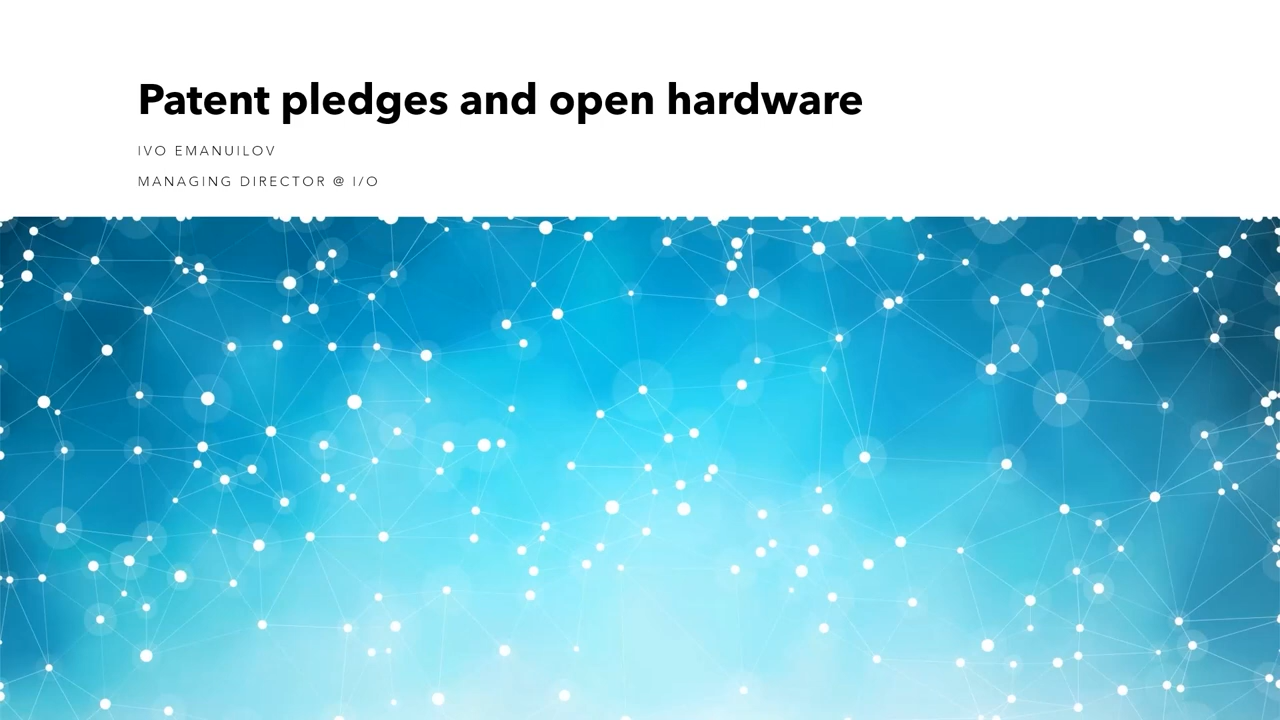 Patent pledges and open hardware
IVO EMANUILOV
MANAGING DIRECTOR @ I/O